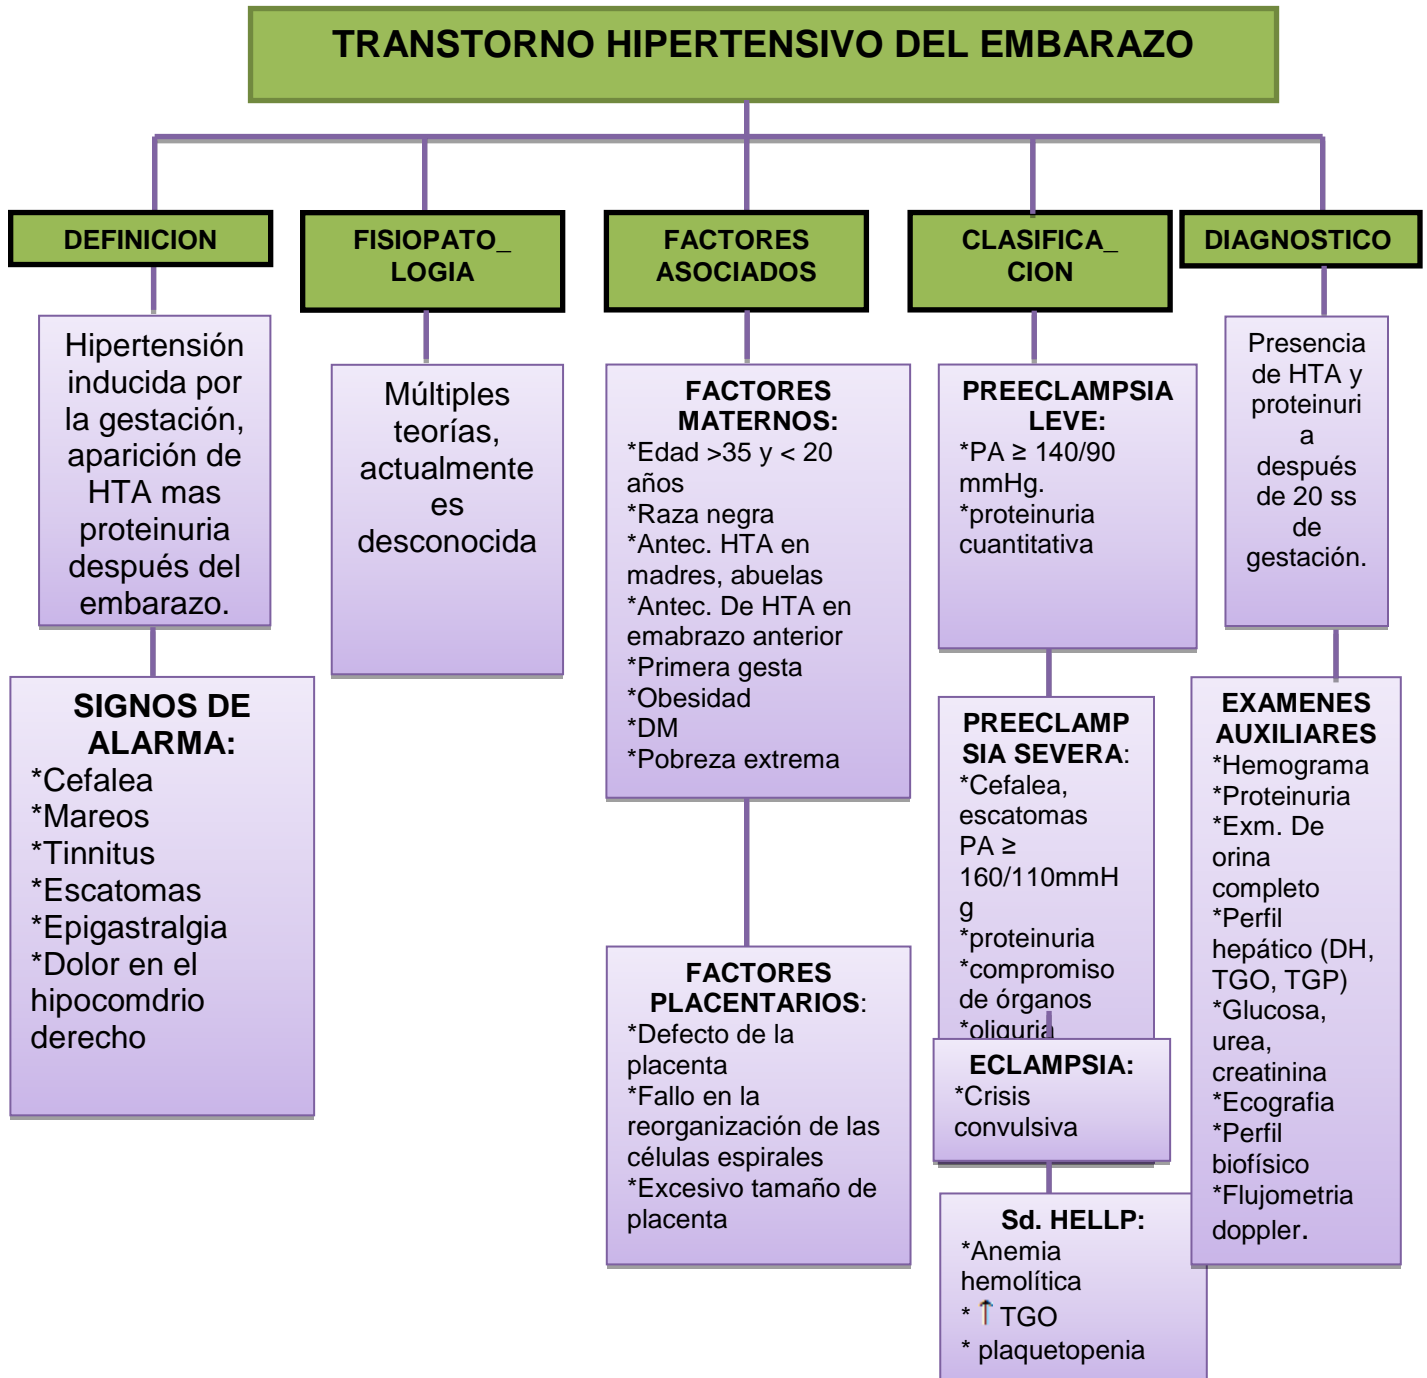 TRANSTORNO HIPERTENSIVO DEL EMBARAZO
DEFINICION
Hipertensión
inducida por
la gestación,
aparición de
HTA mas
proteinuria
después del
embarazo.
SIGNOS DE
ALARMA:
*Cefalea
*Mareos
*Tinnitus
*Escatomas
*Epigastralgia
*Dolor en el
hipocomdrio
derecho
FISIOPATO_
LOGIA
Múltiples
teorías,
actualmente
es
desconocida
FACTORES
ASOCIADOS
FACTORES
MATERNOS:
*Edad >35 y < 20
años
*Raza negra
*Antec. HTA en
madres, abuelas
*Antec. De HTA en
emabrazo anterior
*Primera gesta
*Obesidad
*DM
*Pobreza extrema
FACTORES
PLACENTARIOS:
*Defecto de la
placenta
*Fallo en la
reorganización de las
células espirales
*Excesivo tamaño de
placenta
CLASIFICA_
CION
PREECLAMPSIA
LEVE:
*PA ≥ 140/90
mmHg.
*proteinuria
cuantitativa
PREECLAMP
SIA SEVERA:
*Cefalea,
escatomas
PA ≥
160/110mmH
g
*proteinuria
*compromiso
de órganos
*oliguria
ECLAMPSIA:
*Crisis
convulsiva
Sd. HELLP:
*Anemia
hemolítica
* ↑ TGO
* plaquetopenia
DIAGNOSTICO
Presencia
de HTA y
proteinuri
a
después
de 20 ss
de
gestación.
EXAMENES
AUXILIARES
*Hemograma
*Proteinuria
*Exm. De
orina
completo
*Perfil
hepático (DH,
TGO, TGP)
*Glucosa,
urea,
creatinina
*Ecografia
*Perfil
biofísico
*Flujometria
doppler.